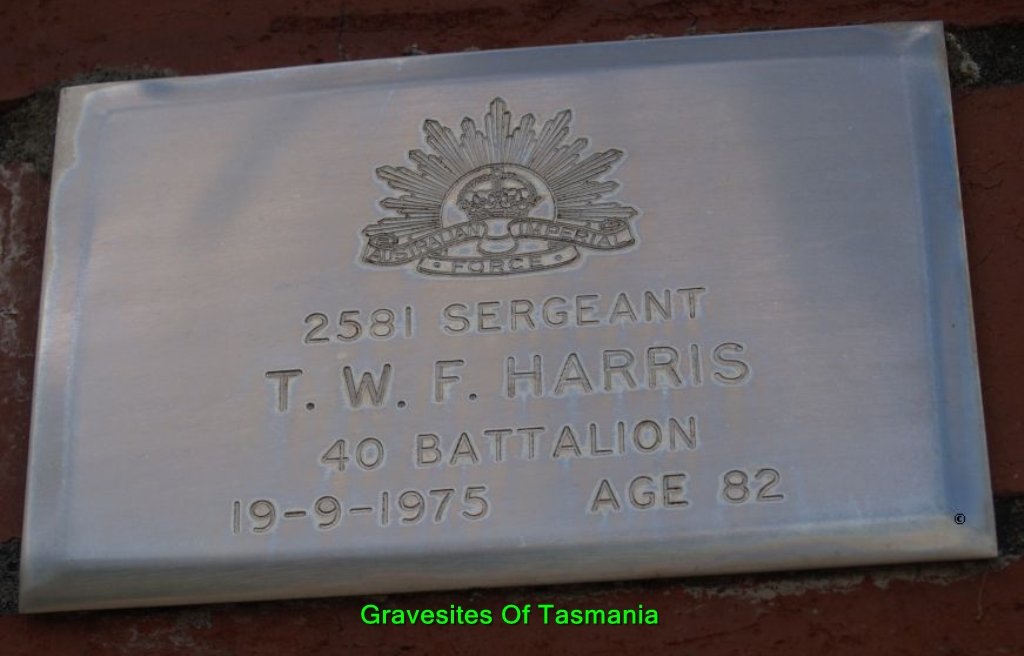 AUSTRALIAN IMPERIAL
FORCE
2581 SERGEANT
T. W. F. HARRIS
40 BATTALION
19-9-1975 AGE 82
©
Gravesites Of Tasmania